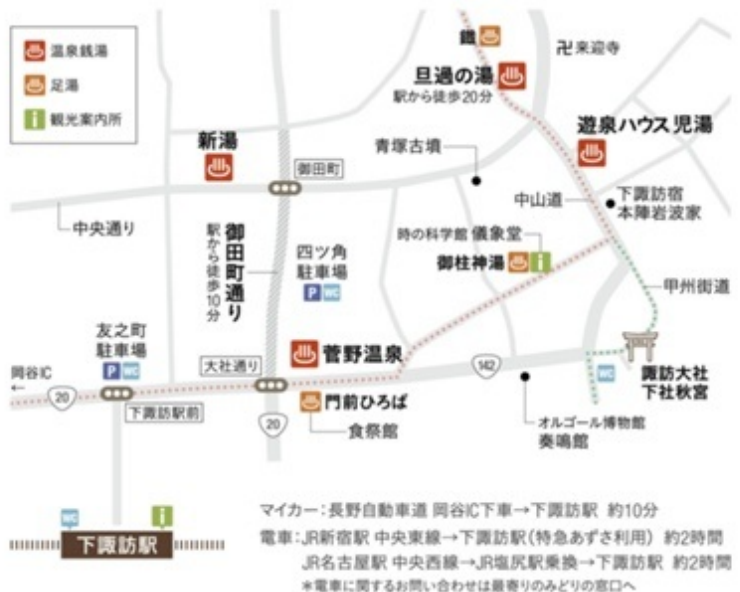 温泉銭湯
足湯
i 観光案内所
鐵
卍来迎寺
旦過の湯
駅から徒歩20分
遊泉ハウス 児湯
新湯
御田町
青塚古墳
中山道
下諏訪宿
本陣岩波家
中央通り
御田町通り
駅から徒歩10分
四ツ角
駐車場
P WC
時の科学館 儀象堂
御柱神湯
i
甲州街道
友之町
駐車場
P WC
大社通り
菅野温泉
岡谷IC
←
20
下諏訪駅前
20
142
門前ひろば
食祭館
WC
諏訪大社
下社秋宮
オルゴール博物館
奏鳴館
WC
i
下諏訪駅
マイカー：長野自動車道 岡谷IC下車→下諏訪駅 約10分
電車：JR新宿駅 中央東線→下諏訪駅（特急あずさ利用） 約2時間
JR名古屋駅 中央西線→JR塩尻駅乗換→下諏訪駅 約2時間
＊電車に関するお問い合わせは最寄りのみどりの窓口へ